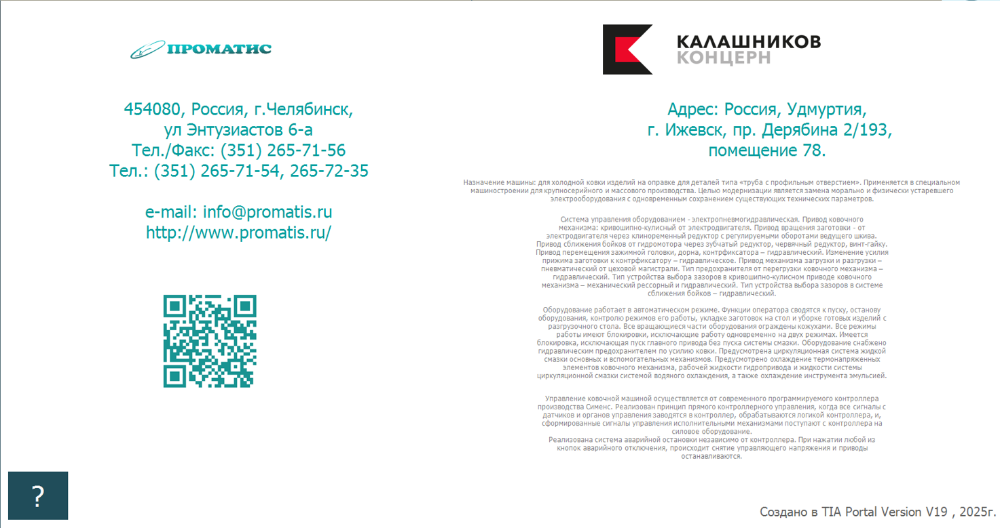 ПРОМАТИС
454080, Россия, г.Челябинск,
ул Энтузиастов 6-а
Тел./Факс: (351) 265-71-56
Тел.: (351) 265-71-54, 265-72-35
e-mail: info@promatis.ru
http://www.promatis.ru/
КАЛАШНИКОВ
КОНЦЕРН
Адрес: Россия, Удмуртия,
г. Ижевск, пр. Дерябина 2/193,
помещение 78.
Назначение машины: для холодной ковки изделий на оправке для деталей типа «труба с профильным отверстием». Применяется в специальном
машиностроении для крупносерийного и массового производства. Целью модернизации является замена морально и физически устаревшего
электрооборудования с одновременным сохранением существующих технических параметров.
Система управления оборудованием - электропневмогидравлическая. Привод ковочного
механизма: кривошипно-кулисный от электродвигателя. Привод вращения заготовки - от
электродвигателя через клиноременный редуктор с регулируемыми оборотами ведущего шкива.
Привод сближения бойков от гидромотора через зубчатый редуктор, червячный редуктор, винт-гайку.
Привод перемещения зажимной головки, дорна, контрфиксатора – гидравлический. Изменение усилия
прижима заготовки к контрфиксатору – гидравлическое. Привод механизма загрузки и разгрузки –
пневматический от цеховой магистрали. Тип предохранителя от перегрузки ковочного механизма –
гидравлический. Тип устройства выбора зазоров в кривошипно-кулисном приводе ковочного
механизма – механический рессорный и гидравлический. Тип устройства выбора зазоров в системе
сближения бойков – гидравлический.
Оборудование работает в автоматическом режиме. Функции оператора сводятся к пуску, останову
оборудования, контролю режимов его работы, укладке заготовок на стол и уборке готовых изделий с
разгрузочного стола. Все вращающиеся части оборудования ограждены кожухами. Все режимы
работы имеют блокировки, исключающие работу одновременно на двух режимах. Имеется
блокировка, исключающая пуск главного привода без пуска системы смазки. Оборудование снабжено
гидравлическим предохранителем по усилию ковки. Предусмотрена циркуляционная система жидкой
смазки основных и вспомогательных механизмов. Предусмотрено охлаждение термонапряженных
элементов ковочного механизма, рабочей жидкости гидропривода и жидкости системы
циркуляционной смазки системой водяного охлаждения, а также охлаждение инструмента эмульсией.
Управление ковочной машиной осуществляется от современного программируемого контроллера
производства Сименс. Реализован принцип прямого контроллерного управления, когда все сигналы с
датчиков и органов управления заводятся в контроллер, обрабатываются логикой контроллера, и,
сформированные сигналы управления исполнительными механизмами поступают с контроллера на
силовое оборудование.
Реализована система аварийной остановки независимо от контроллера. При нажатии любой из
кнопок аварийного отключения, происходит снятие управляющего напряжения и приводы
останавливаются.
?
Создано в TIA Portal Version V19 , 2025г.